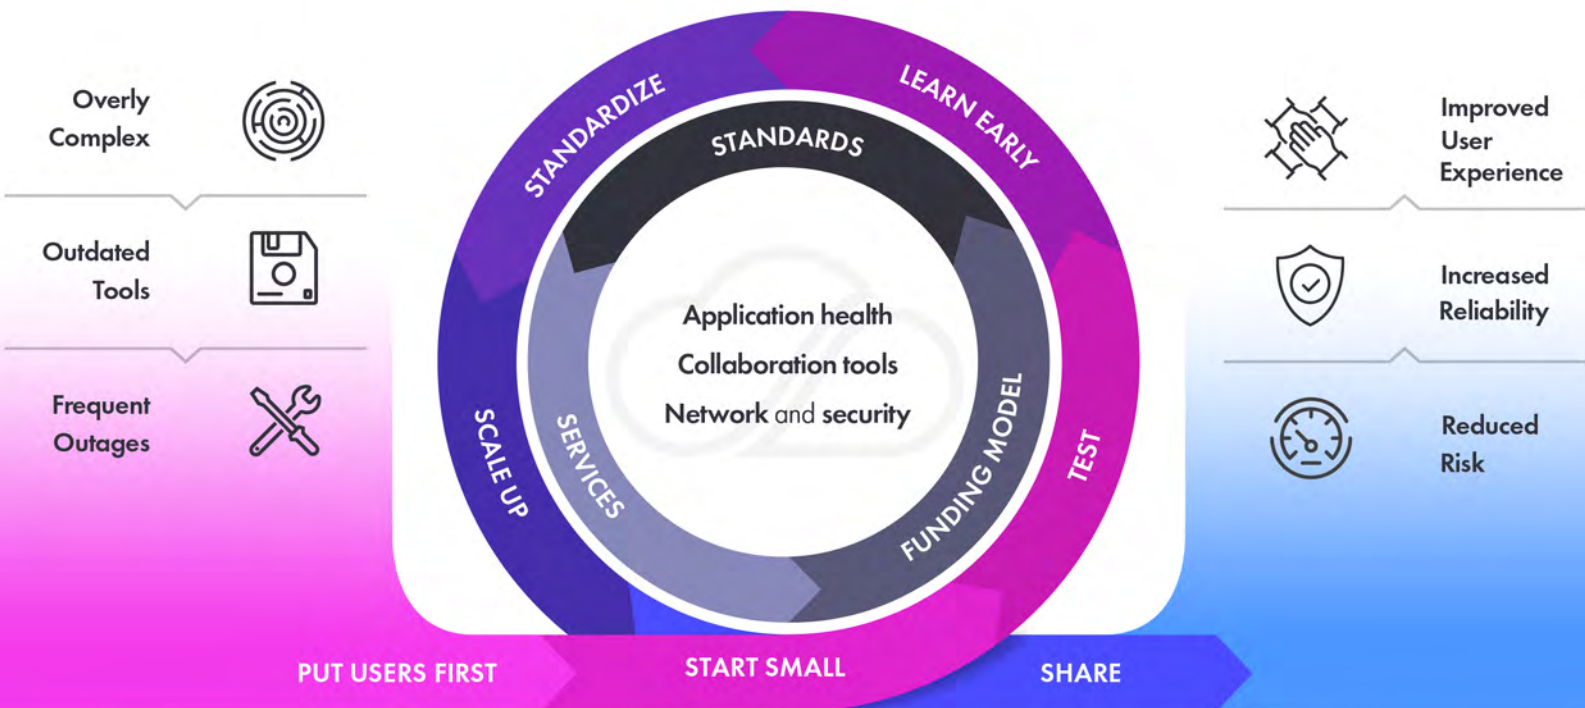 Overly
Complex
Outdated
Tools
Frequent
Outages
PUT USERS FIRST
START SMALL
TEST
LEARN EARLY
STANDARDIZE
SCALE UP
SHARE
STANDARDS
SERVICES
FUNDING MODEL
Application health
Collaboration tools
Network and security
Improved
User
Experience
Increased
Reliability
Reduced
Risk